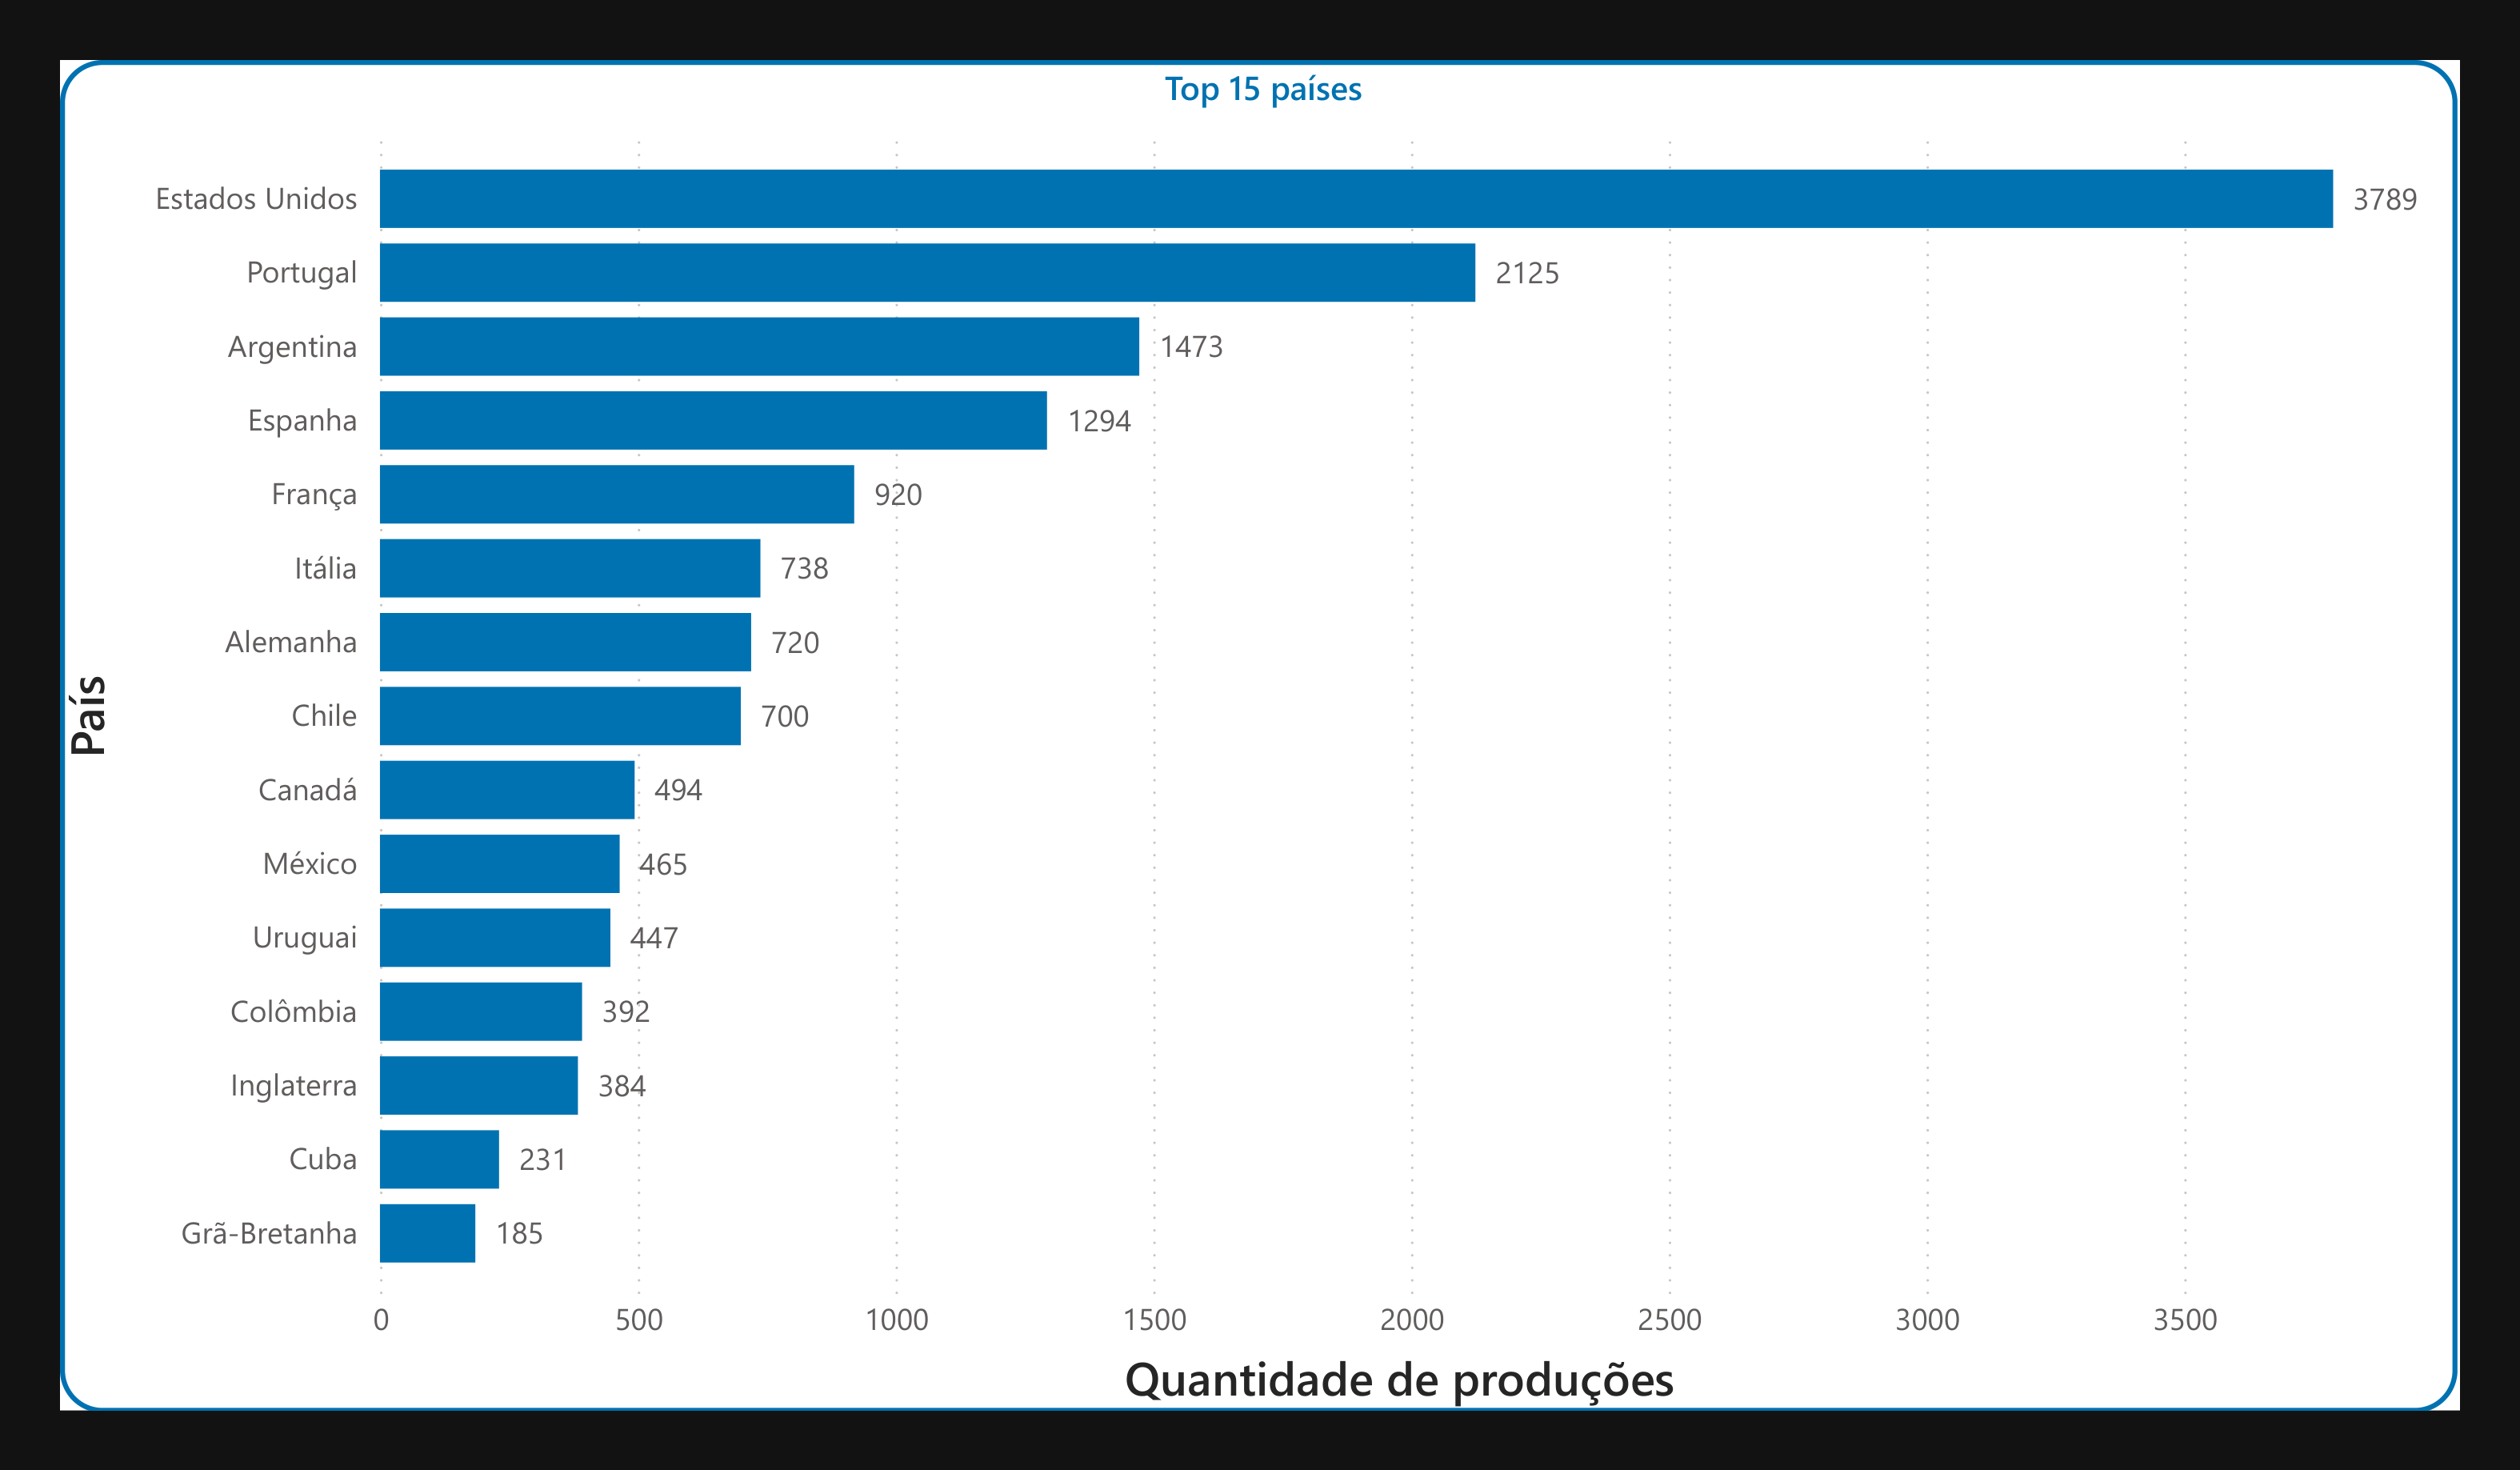 Top 15 países
Estados Unidos 3789
Portugal 2125
Argentina 1473
Espanha 1294
França 920
Itália 738
Alemanha 720
Chile 700
Canadá 494
México 465
Uruguai 447
Colômbia 392
Inglaterra 384
Cuba 231
Grã-Bretanha 185
País
0 500 1000 1500 2000 2500 3000 3500
Quantidade de produções